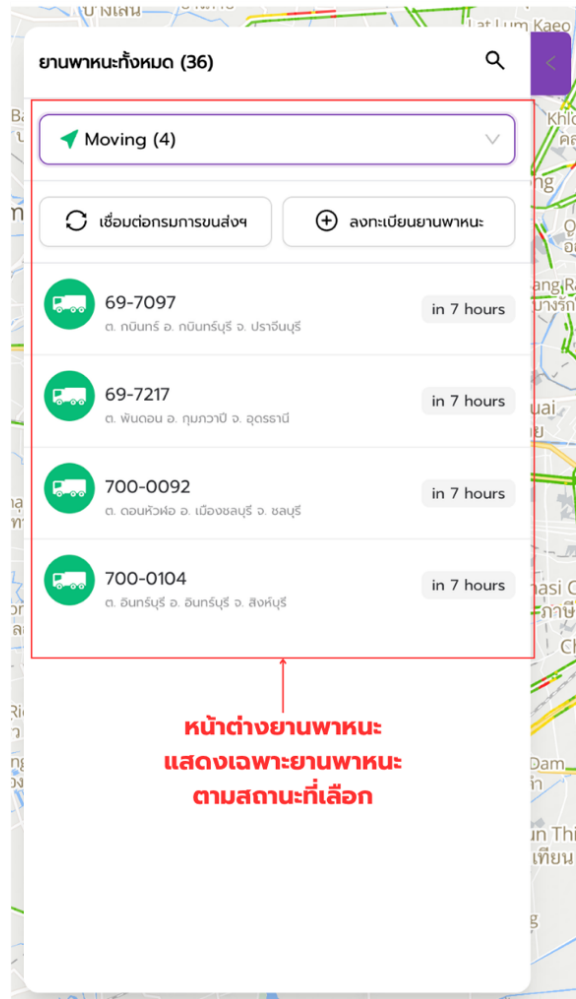 บางเลน
Lat Lum Kaeo
ยานพาหนะทั้งหมด (36)
Moving (4)
เชื่อมต่อกรมการขนส่งฯ
ลงทะเบียนยานพาหนะ
69-7097
in 7 hours
ต. กบินทร์ อ. กบินทร์บุรี จ. ปราจีนบุรี
69-7217
in 7 hours
ต. พันดอน อ. กุมภวาปี จ. อุดรธานี
700-0092
in 7 hours
ต. ดอนหัวฬ่อ อ. เมืองชลบุรี จ. ชลบุรี
700-0104
in 7 hours
ต. อินทร์บุรี อ. อินทร์บุรี จ. สิงห์บุรี
หน้าต่างยานพาหนะ
แสดงเฉพาะยานพาหนะ
ตามสถานะที่เลือก